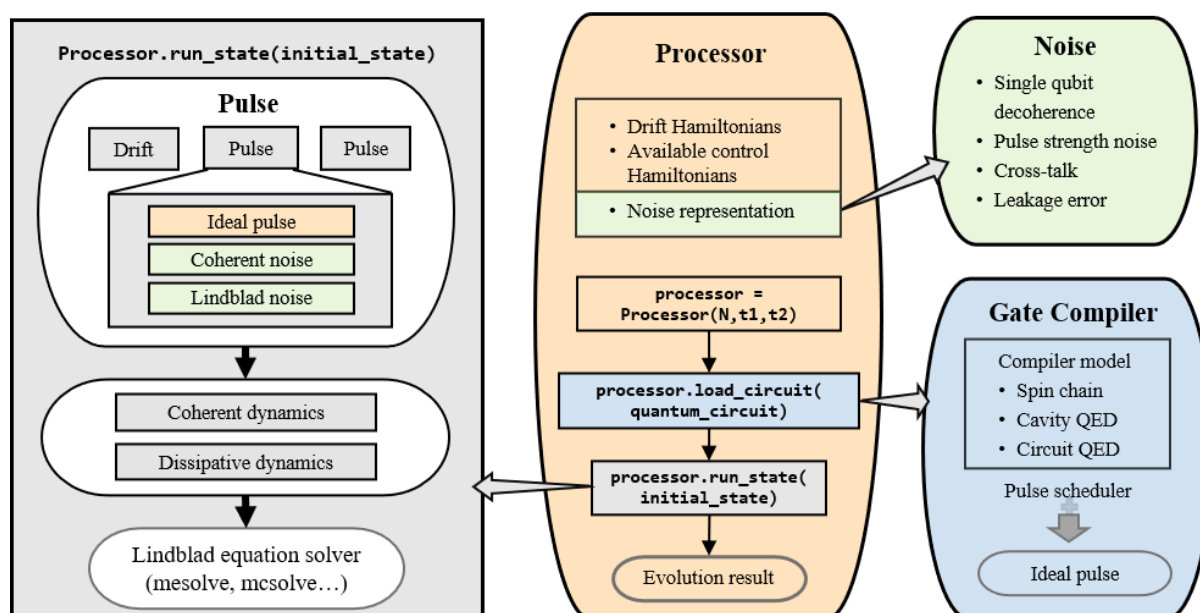 Processor.run_state(initial_state)
Pulse
Drift
Pulse
Pulse
Ideal pulse
Coherent noise
Lindblad noise
Coherent dynamics
Dissipative dynamics
Lindblad equation solver
(mesolve, mcsolve…)
Processor
• Drift Hamiltonians
• Available control
Hamiltonians
• Noise representation
processor =
Processor(N,t1,t2)
processor.load_circuit(
quantum_circuit)
processor.run_state(
initial_state)
Evolution result
Noise
• Single qubit
decoherence
• Pulse strength noise
• Cross-talk
• Leakage error
Gate Compiler
Compiler model
• Spin chain
• Cavity QED
• Circuit QED
Pulse scheduler
Ideal pulse